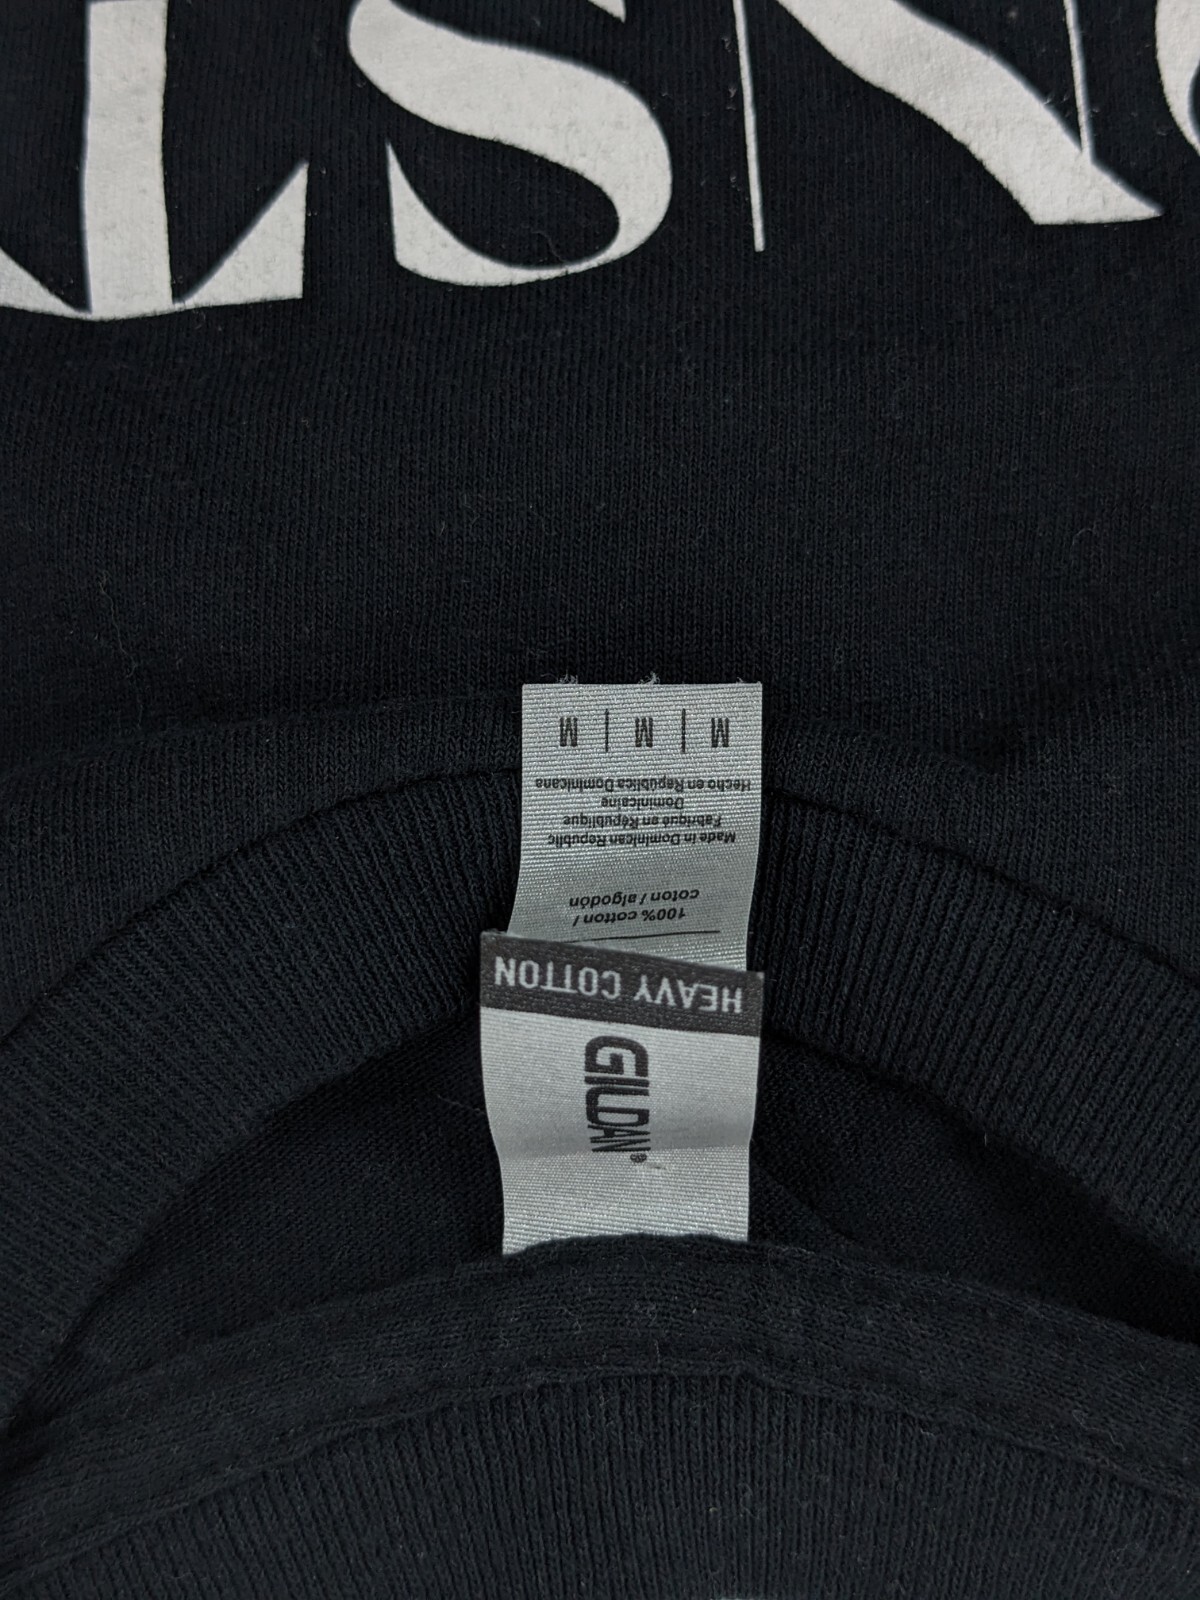 GILDAN®
HEAVY COTTON
100% cotton /
coton / algodón
Made in Dominican Republic
Fabriqué en République
Dominicaine
Hecho en República Dominicana
M | M | M